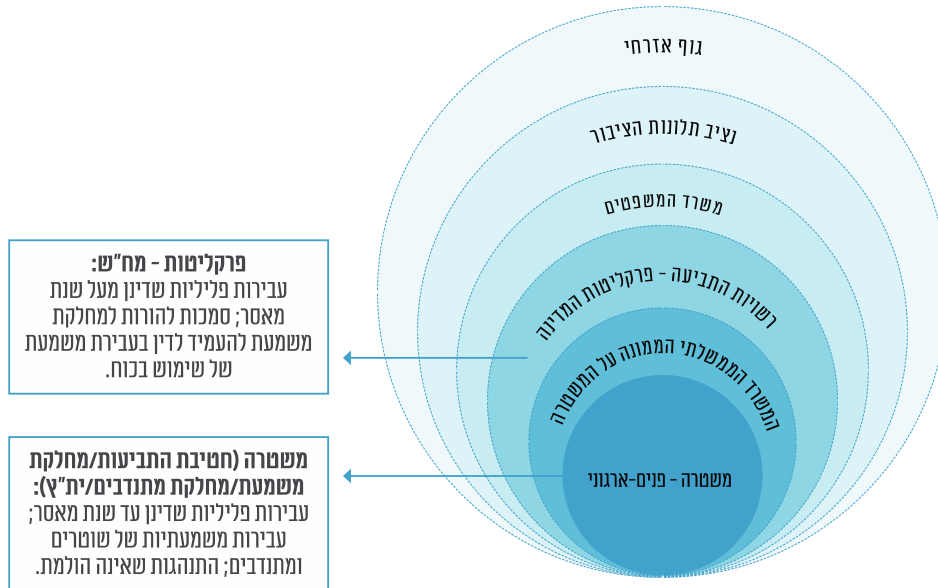 גוף אזרחי
נציב תלונות הציבור
משרד המשפטים
רשויות התביעה - פרקליטות המדינה
המשרד הממשלתי הממונה על המשטרה
משטרה - פנים-ארגוני
פרקליטות - מח"ש:
עבירות פליליות שדינן מעל שנת
מאסר; סמכות להורות למחלקת
משמעת להעמיד לדין בעבירת משמעת
של שימוש בכוח.
משטרה (חטיבת התביעות/מחלקת
משמעת/מחלקת מתנדבים/ית"ץ):
עבירות פליליות שדינן עד שנת מאסר;
עבירות משמעתיות של שוטרים
ומתנדבים; התנהגות שאינה הולמת.